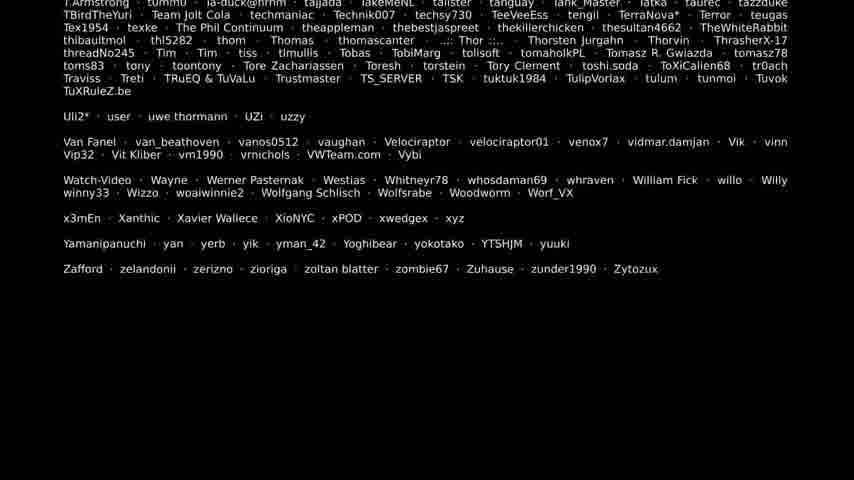 T.Armstrong · tummu · la-duck@hrhm · tajjada · TakeMeNL · talister · tanguay · Tank_Master · Tatka · taurec · tazzduke
TBirdTheYuri · Team Jolt Cola · techmaniac · Technik007 · techsy730 · TeeVeeEss · tengil · TerraNova* · Terror · teugas
Tex1954 · texke · The Phil Continuum · theappleman · thebestjaspreet · thekillerchicken · thesultan4662 · TheWhiteRabbit
thibaultmol · thl5282 · thom · Thomas · thomascanter · ..:: Thor ::.. · Thorsten Jurgahn · Thorvin · ThrasherX-17
threadNo245 · Tim · Tim · tiss · tlmullis · Tobas · TobiMarg · tolisoft · tomaholkPL · Tomasz R. Gwiazda · tomasz78
toms83 · tony · toontony · Tore Zachariassen · Toresh · torstein · Tory Clement · toshi.soda · ToXiCalien68 · tr0ach
Traviss · Treti · TRuEQ & TuVaLu · Trustmaster · TS_SERVER · TSK · tuktuk1984 · TulipVorlax · tulum · tunmoi · Tuvok
TuXRuleZ.be
Uli2* · user · uwe thormann · UZi · uzzy
Van Fanel · van_beathoven · vanos0512 · vaughan · Velociraptor · velociraptor01 · venox7 · vidmar.damjan · Vik · vinn
Vip32 · Vit Kliber · vm1990 · vrnichols · VWTeam.com · Vybi
Watch-Video · Wayne · Werner Pasternak · Westias · Whitneyr78 · whosdaman69 · whraven · William Fick · willo · Willy
winny33 · Wizzo · woaiwinnie2 · Wolfgang Schlisch · Wolfsrabe · Woodworm · Worf_VX
x3mEn · Xanthic · Xavier Wallece · XioNYC · xPOD · xwedgex · xyz
Yamanipanuchi · yan · yerb · yik · yman_42 · Yoghibear · yokotako · YTSHJM · yuuki
Zafford · zelandonii · zerizno · zioriga · zoltan blatter · zombie67 · Zuhause · zunder1990 · Zytozux